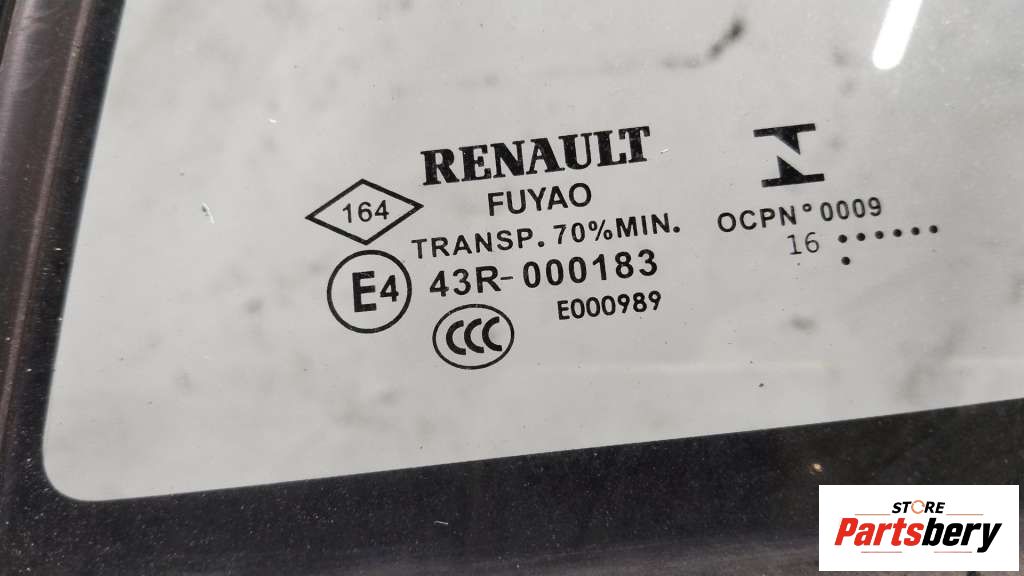 RENAULT
FUYAO
164
TRANSP. 70%MIN.
OCPN°0009
16 .......
E4
43R-000183
E000989
CCC
STORE
Partsbery